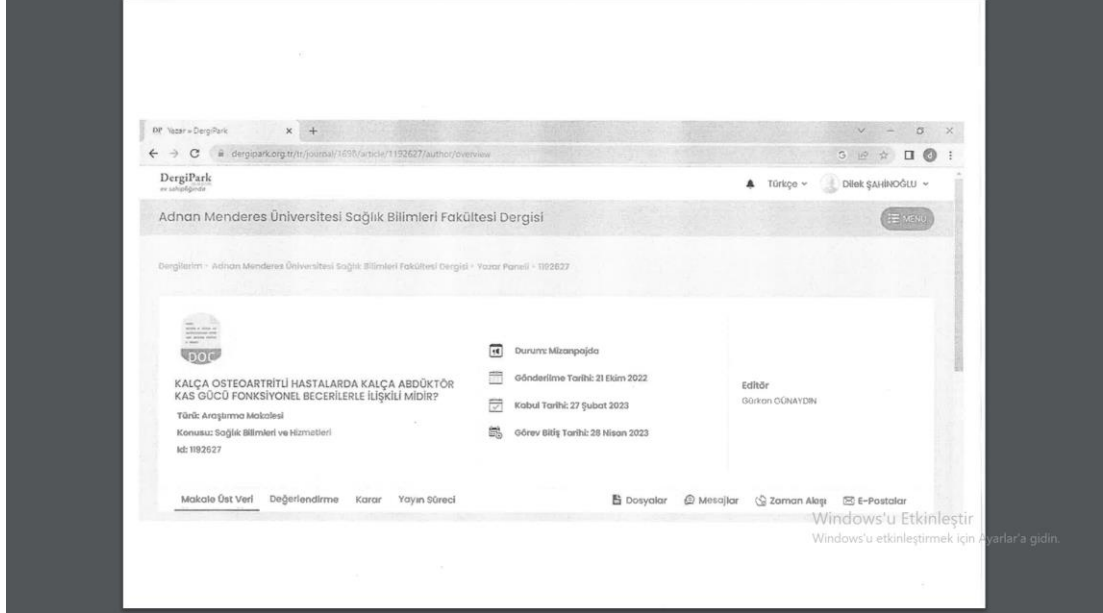 DP Yazar » DergiPark
dergipark.org.tr/tr/journal/1690/article/1192627/author/overview
DergiPark
ev sahipliğinde
Türkçe
Dilek ŞAHİNOĞLU
Adnan Menderes Üniversitesi Sağlık Bilimleri Fakültesi Dergisi
MENÜ
Dergilerim - Adnan Menderes Üniversitesi Sağlık Bilimleri Fakültesi Dergisi - Yazar Paneli - 1192627
DOC
KALÇA OSTEOARTRİTLİ HASTALARDA KALÇA ABDÜKTÖR
KAS GÜCÜ FONKSİYONEL BECERİLERLE İLİŞKİLİ MİDİR?
Türü: Araştırma Makalesi
Konusu: Sağlık Bilimleri ve Hizmetleri
Id: 1192627
Durum: Mizanpajda
Gönderilme Tarihi: 21 Ekim 2022
Kabul Tarihi: 27 Şubat 2023
Görev Bitiş Tarihi: 28 Nisan 2023
Editör
Gürkan GÜNAYDIN
Makale Üst Veri Değerlendirme Karar Yayın Süreci
Dosyalar Mesajlar Zaman Akışı E-Postalar
Windows'u Etkinleştir
Windows'u etkinleştirmek için Ayarlar'a gidin.